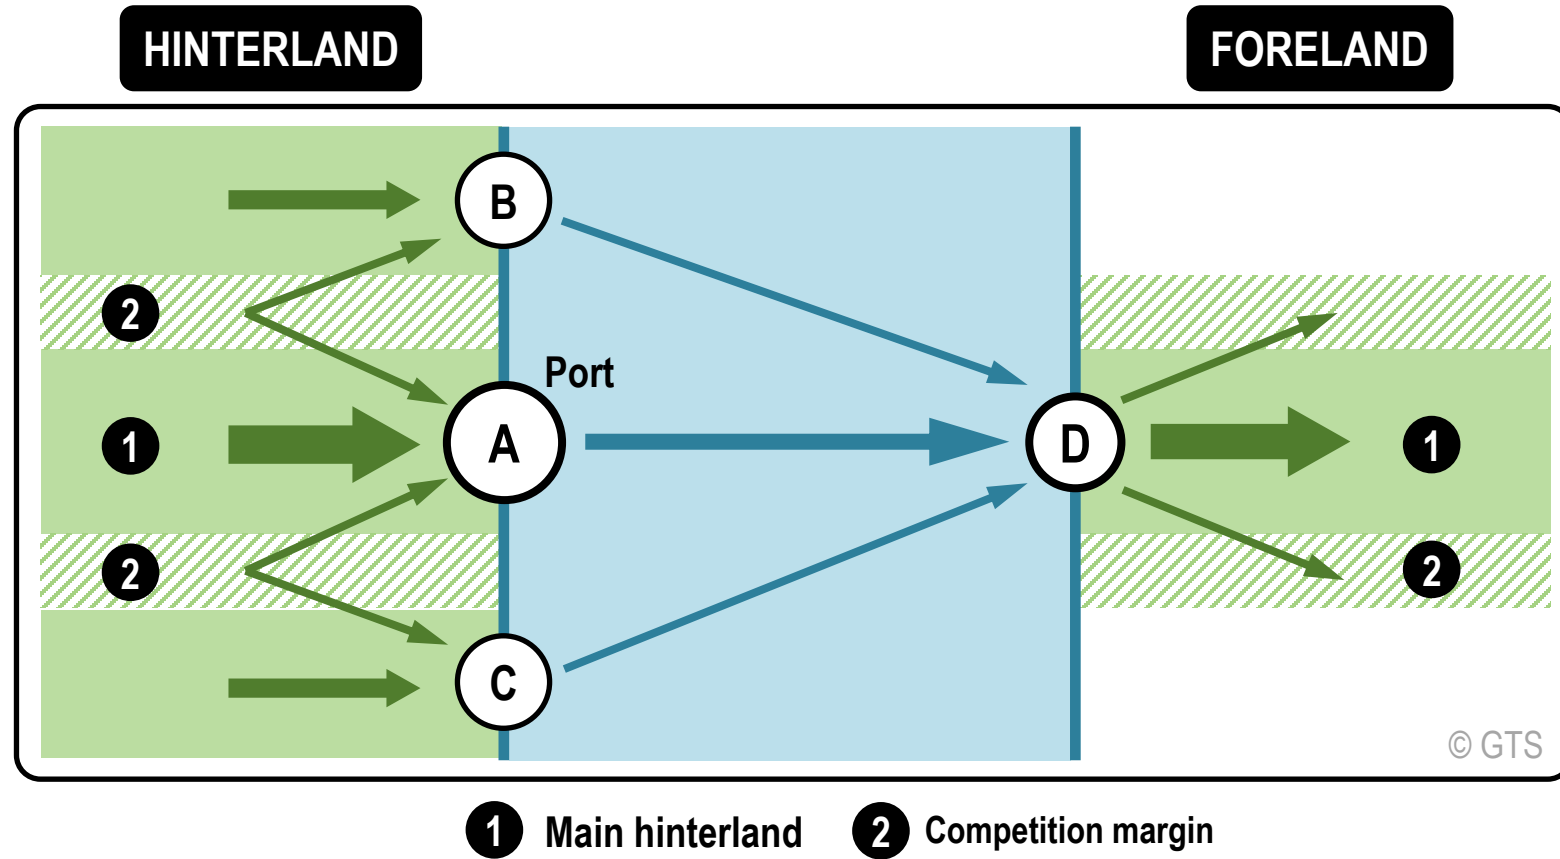 HINTERLAND
FORELAND
B
2
Port
A
D
1
1
2
2
C
© GTS
1 Main hinterland
2 Competition margin